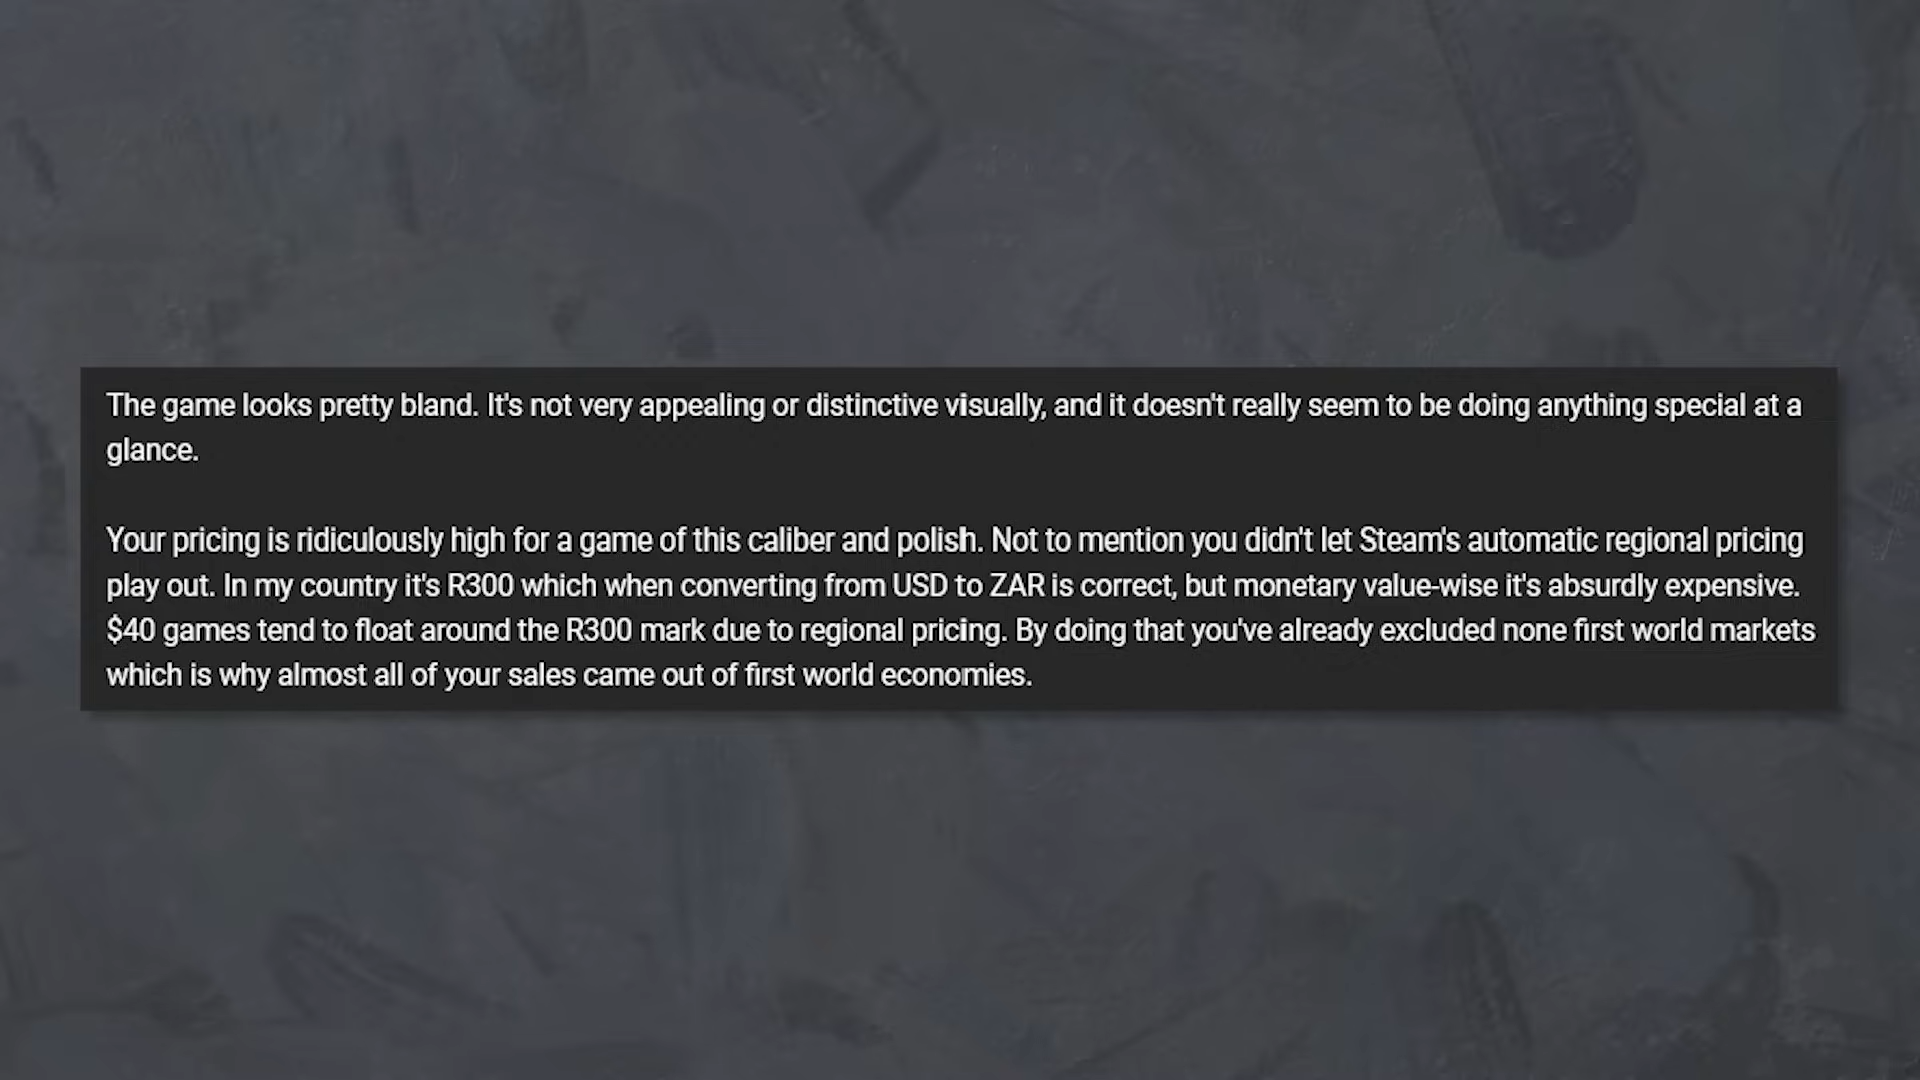 The game looks pretty bland. It's not very appealing or distinctive visually, and it doesn't really seem to be doing anything special at a
glance.
Your pricing is ridiculously high for a game of this caliber and polish. Not to mention you didn't let Steam's automatic regional pricing
play out. In my country it's R300 which when converting from USD to ZAR is correct, but monetary value-wise it's absurdly expensive.
$40 games tend to float around the R300 mark due to regional pricing. By doing that you've already excluded none first world markets
which is why almost all of your sales came out of first world economies.